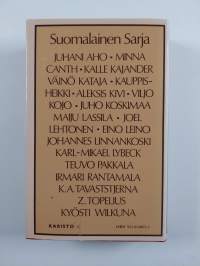 Suomalainen Sarja
JUHANI AHO • MINNA
CANTH • KALLE KAJANDER
VÄINÖ KATAJA • KAUPPIS-
HEIKKI • ALEKSIS KIVI • VILJO
KOJO • JUHO KOSKIMAA
MAIJU LASSILA • JOEL
LEHTONEN • EINO LEINO
JOHANNES LINNANKOSKI
KARL-MIKAEL LYBECK
TEUVO PAKKALA
IRMARI RANTAMALA
K.A. TAVASTSTJERNA
Z. TOPELIUS
KYÖSTI WILKUNA
KARISTO
ISBN